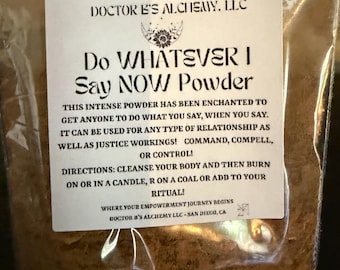 DOCTOR B'S ALCHEMY, LLC
Do WHATEVER I
Say NOW Powder
THIS INTENSE POWDER HAS BEEN ENCHANTED TO
GET ANYONE TO DO WHAT YOU SAY, WHEN YOU SAY.
IT CAN BE USED FOR ANY TYPE OF RELATIONSHIP AS
WELL AS JUSTICE WORKINGS! COMMAND, COMPELL,
OR CONTROL!
DIRECTIONS: CLEANSE YOUR BODY AND THEN BURN
ON OR IN A CANDLE, R ON A COAL OR ADD TO YOUR
RITUAL!
WHERE YOUR EMPOWERMENT JOURNEY BEGINS
DOCTOR B'S ALCHEMY LLC - SAN DIEGO, CA